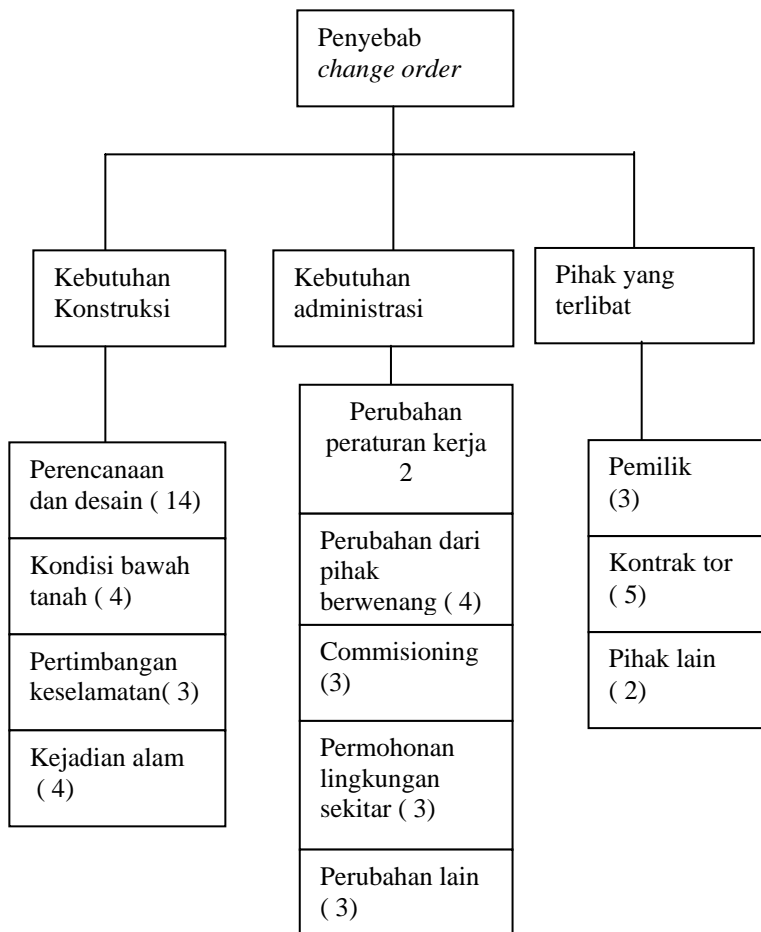 Penyebab
change order
Kebutuhan
Konstruksi
Kebutuhan
administrasi
Pihak yang
terlibat
Perencanaan
dan desain ( 14)
Kondisi bawah
tanah ( 4)
Pertimbangan
keselamatan( 3)
Kejadian alam
( 4)
Perubahan
peraturan kerja
2
Perubahan dari
pihak
berwenang ( 4)
Commisioning
(3)
Permohonan
lingkungan
sekitar ( 3)
Perubahan lain
( 3)
Pemilik
(3)
Kontrak tor
( 5)
Pihak lain
( 2)